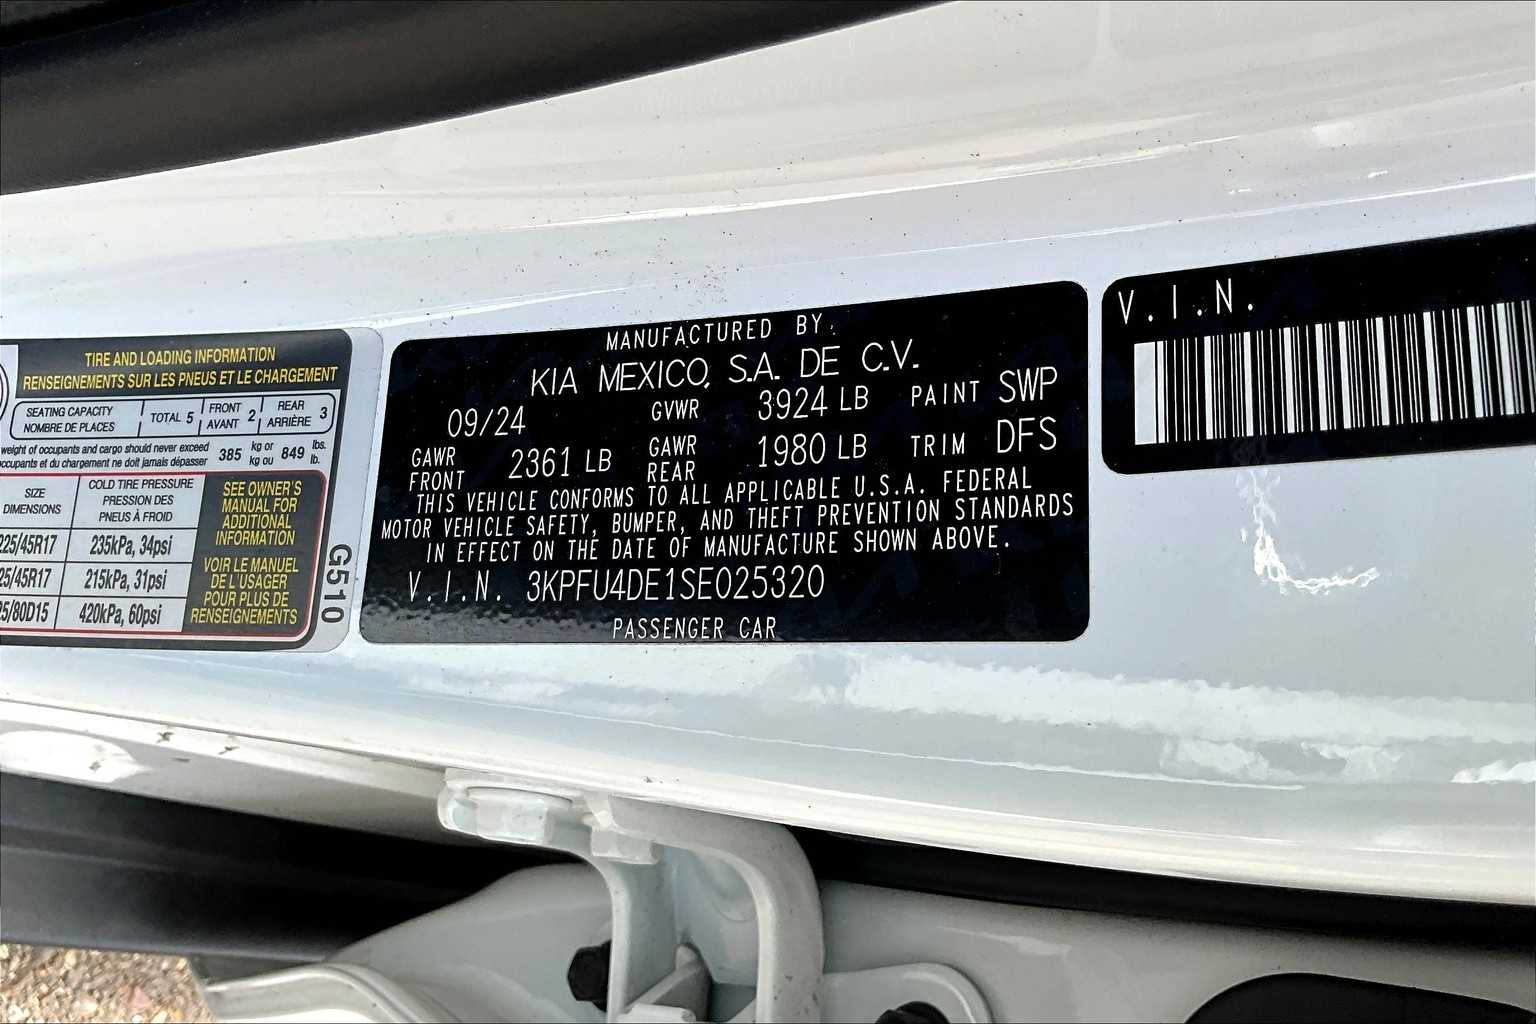 TIRE AND LOADING INFORMATION
RENSEIGNEMENTS SUR LES PNEUS ET LE CHARGEMENT
SEATING CAPACITY
NOMBRE DE PLACES
TOTAL 5
FRONT
AVANT
2
REAR
ARRIÈRE
3
weight of occupants and cargo should never exceed
occupants et du chargement ne doit jamais dépasser
385
kg or
kg ou
849
lbs.
lb.
SIZE
DIMENSIONS
COLD TIRE PRESSURE
PRESSION DES
PNEUS À FROID
225/45R17 235kPa, 34psi
25/45R17 215kPa, 31psi
25/80D15 420kPa, 60psi
SEE OWNER'S
MANUAL FOR
ADDITIONAL
INFORMATION
VOIR LE MANUEL
DE L'USAGER
POUR PLUS DE
RENSEIGNEMENTS
G510
MANUFACTURED BY.
KIA MEXICO, S.A. DE C.V.
09/24 GVWR 3924 LB PAINT SWP
GAWR
FRONT
2361 LB
GAWR
REAR
1980 LB TRIM DFS
THIS VEHICLE CONFORMS TO ALL APPLICABLE U.S.A. FEDERAL
MOTOR VEHICLE SAFETY, BUMPER, AND THEFT PREVENTION STANDARDS
IN EFFECT ON THE DATE OF MANUFACTURE SHOWN ABOVE.
V.I.N. 3KPFU4DE1SE025320
PASSENGER CAR
V.I.N.